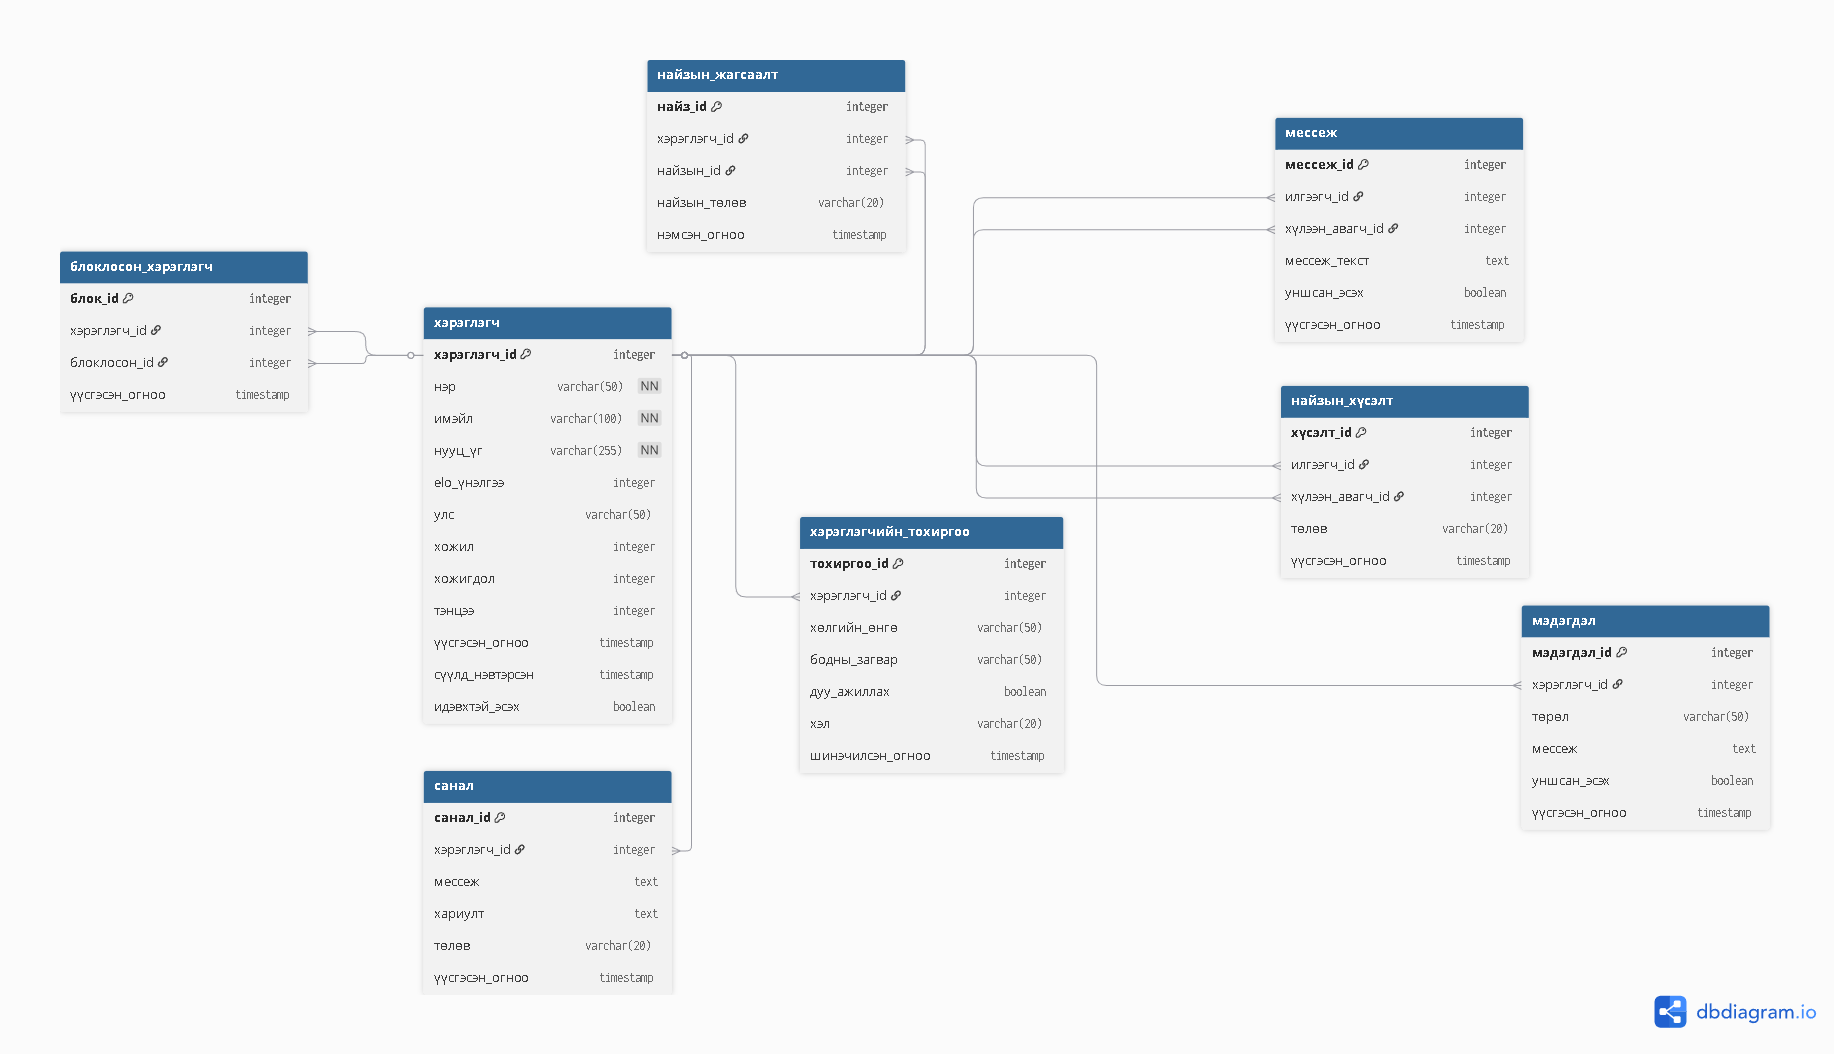 найзын_жагсаалт
найз_id integer
хэрэглэгч_id integer
найзын_id integer
найзын_төлөв varchar(20)
нэмсэн_огноо timestamp
мессеж
мессеж_id integer
илгээгч_id integer
хүлээн_авагч_id integer
мессеж_текст text
уншсан_эсэх boolean
үүсгэсэн_огноо timestamp
блоклосон_хэрэглэгч
блок_id integer
хэрэглэгч_id integer
блоклосон_id integer
үүсгэсэн_огноо timestamp
хэрэглэгч
хэрэглэгч_id integer
нэр varchar(50) NN
имэйл varchar(100) NN
нууц_үг varchar(255) NN
elo_үнэлгээ integer
улс varchar(50)
хожил integer
хожигдол integer
тэнцээ integer
үүсгэсэн_огноо timestamp
сүүлд_нэвтэрсэн timestamp
идэвхтэй_эсэх boolean
найзын_хүсэлт
хүсэлт_id integer
илгээгч_id integer
хүлээн_авагч_id integer
төлөв varchar(20)
үүсгэсэн_огноо timestamp
хэрэглэгчийн_тохиргоо
тохиргоо_id integer
хэрэглэгч_id integer
хөлгийн_өнгө varchar(50)
бодны_загвар varchar(50)
дуу_ажиллах boolean
хэл varchar(20)
шинэчилсэн_огноо timestamp
мэдэгдэл
мэдэгдэл_id integer
хэрэглэгч_id integer
төрөл varchar(50)
мессеж text
уншсан_эсэх boolean
үүсгэсэн_огноо timestamp
санал
санал_id integer
хэрэглэгч_id integer
мессеж text
хариулт text
төлөв varchar(20)
үүсгэсэн_огноо timestamp
dbdiagram.io